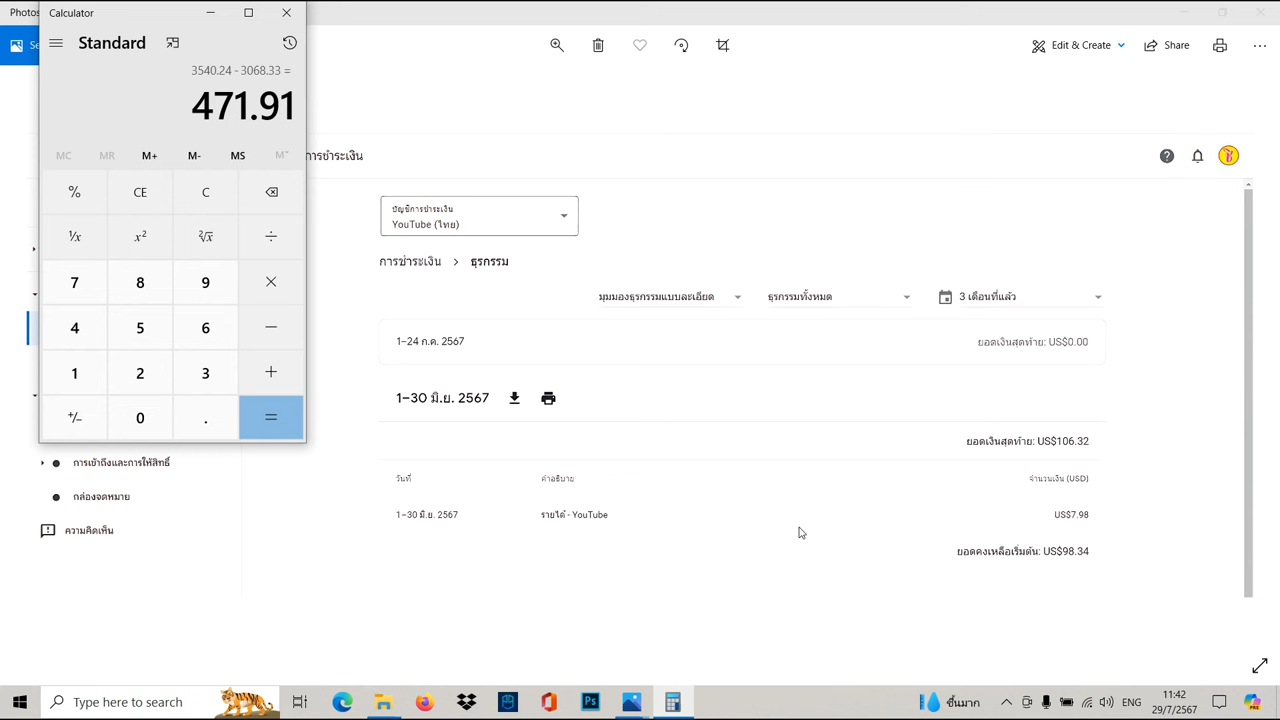 Photos
Calculator
Standard
3540.24 - 3068.33 =
471.91
MC MR M+ M- MS M˅
% CE C
¹/x x² ²√x ÷
7 8 9 ×
4 5 6 −
1 2 3 +
+/− 0 . =
Edit & Create
Share
การชำระเงิน
บัญชีการชำระเงิน
YouTube (ไทย)
การชำระเงิน > ธุรกรรม
มุมมองธุรกรรมแบบละเอียด
ธุรกรรมทั้งหมด
3 เดือนที่แล้ว
1–24 ก.ค. 2567
ยอดเงินสุดท้าย: US$0.00
1–30 มิ.ย. 2567
ยอดเงินสุดท้าย: US$106.32
วันที่ คำอธิบาย จำนวนเงิน (USD)
1–30 มิ.ย. 2567 รายได้ - YouTube US$7.98
ยอดคงเหลือเริ่มต้น: US$98.34
การเข้าถึงและการให้สิทธิ์
กล่องจดหมาย
ความคิดเห็น
Type here to search
ขึ้นมาก
ENG
11:42
29/7/2567